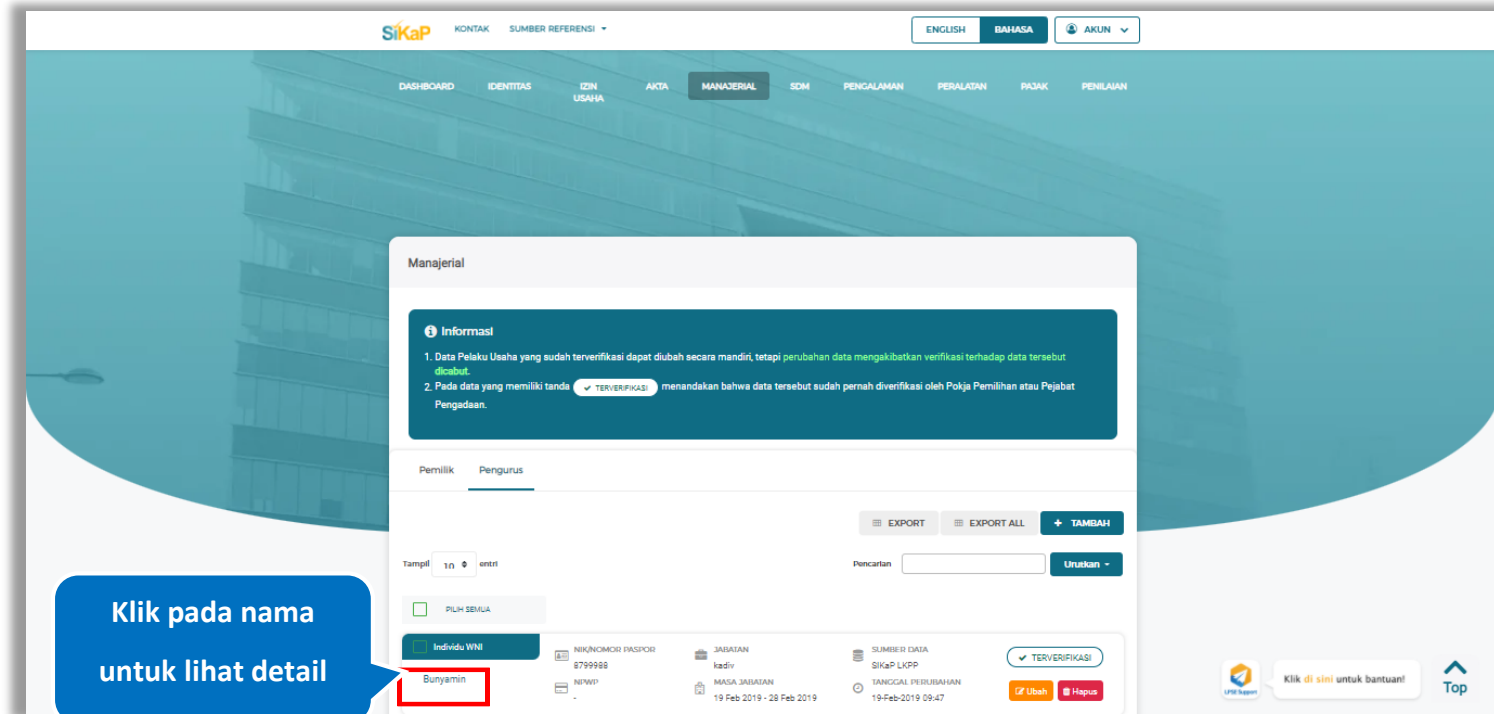 SiKaP KONTAK SUMBER REFERENSI ENGLISH BAHASA AKUN
DASHBOARD IDENTITAS IZIN USAHA AKTA MANAJERIAL SDM PENGALAMAN PERALATAN PAJAK PENILAIAN
Manajerial
Informasi
1. Data Pelaku Usaha yang sudah terverifikasi dapat diubah secara mandiri, tetapi perubahan data mengakibatkan verifikasi terhadap data tersebut
dicabut.
2. Pada data yang memiliki tanda TERVERIFIKASI menandakan bahwa data tersebut sudah pernah diverifikasi oleh Pokja Pemilihan atau Pejabat
Pengadaan.
Pemilik Pengurus
EXPORT EXPORT ALL + TAMBAH
Tampil 10 entri Pencarian Urutkan
PILIH SEMUA
Klik pada nama
untuk lihat detail
Individu WNI
Bunyamin
NIK/NOMOR PASPOR
8799988
NPWP
-
JABATAN
kadiv
MASA JABATAN
19 Feb 2019 - 28 Feb 2019
SUMBER DATA
SIKaP LKPP
TANGGAL PERUBAHAN
19-Feb-2019 09:47
TERVERIFIKASI
Ubah Hapus
LPSE Support
Klik di sini untuk bantuan!
Top